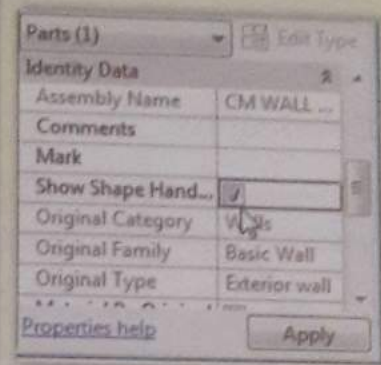 Parts (1) Edit Type
Identity Data
Assembly Name CM WALL ...
Comments
Mark
Show Shape Hand...
Original Category Walls
Original Family Basic Wall
Original Type Exterior wall
Properties help Apply